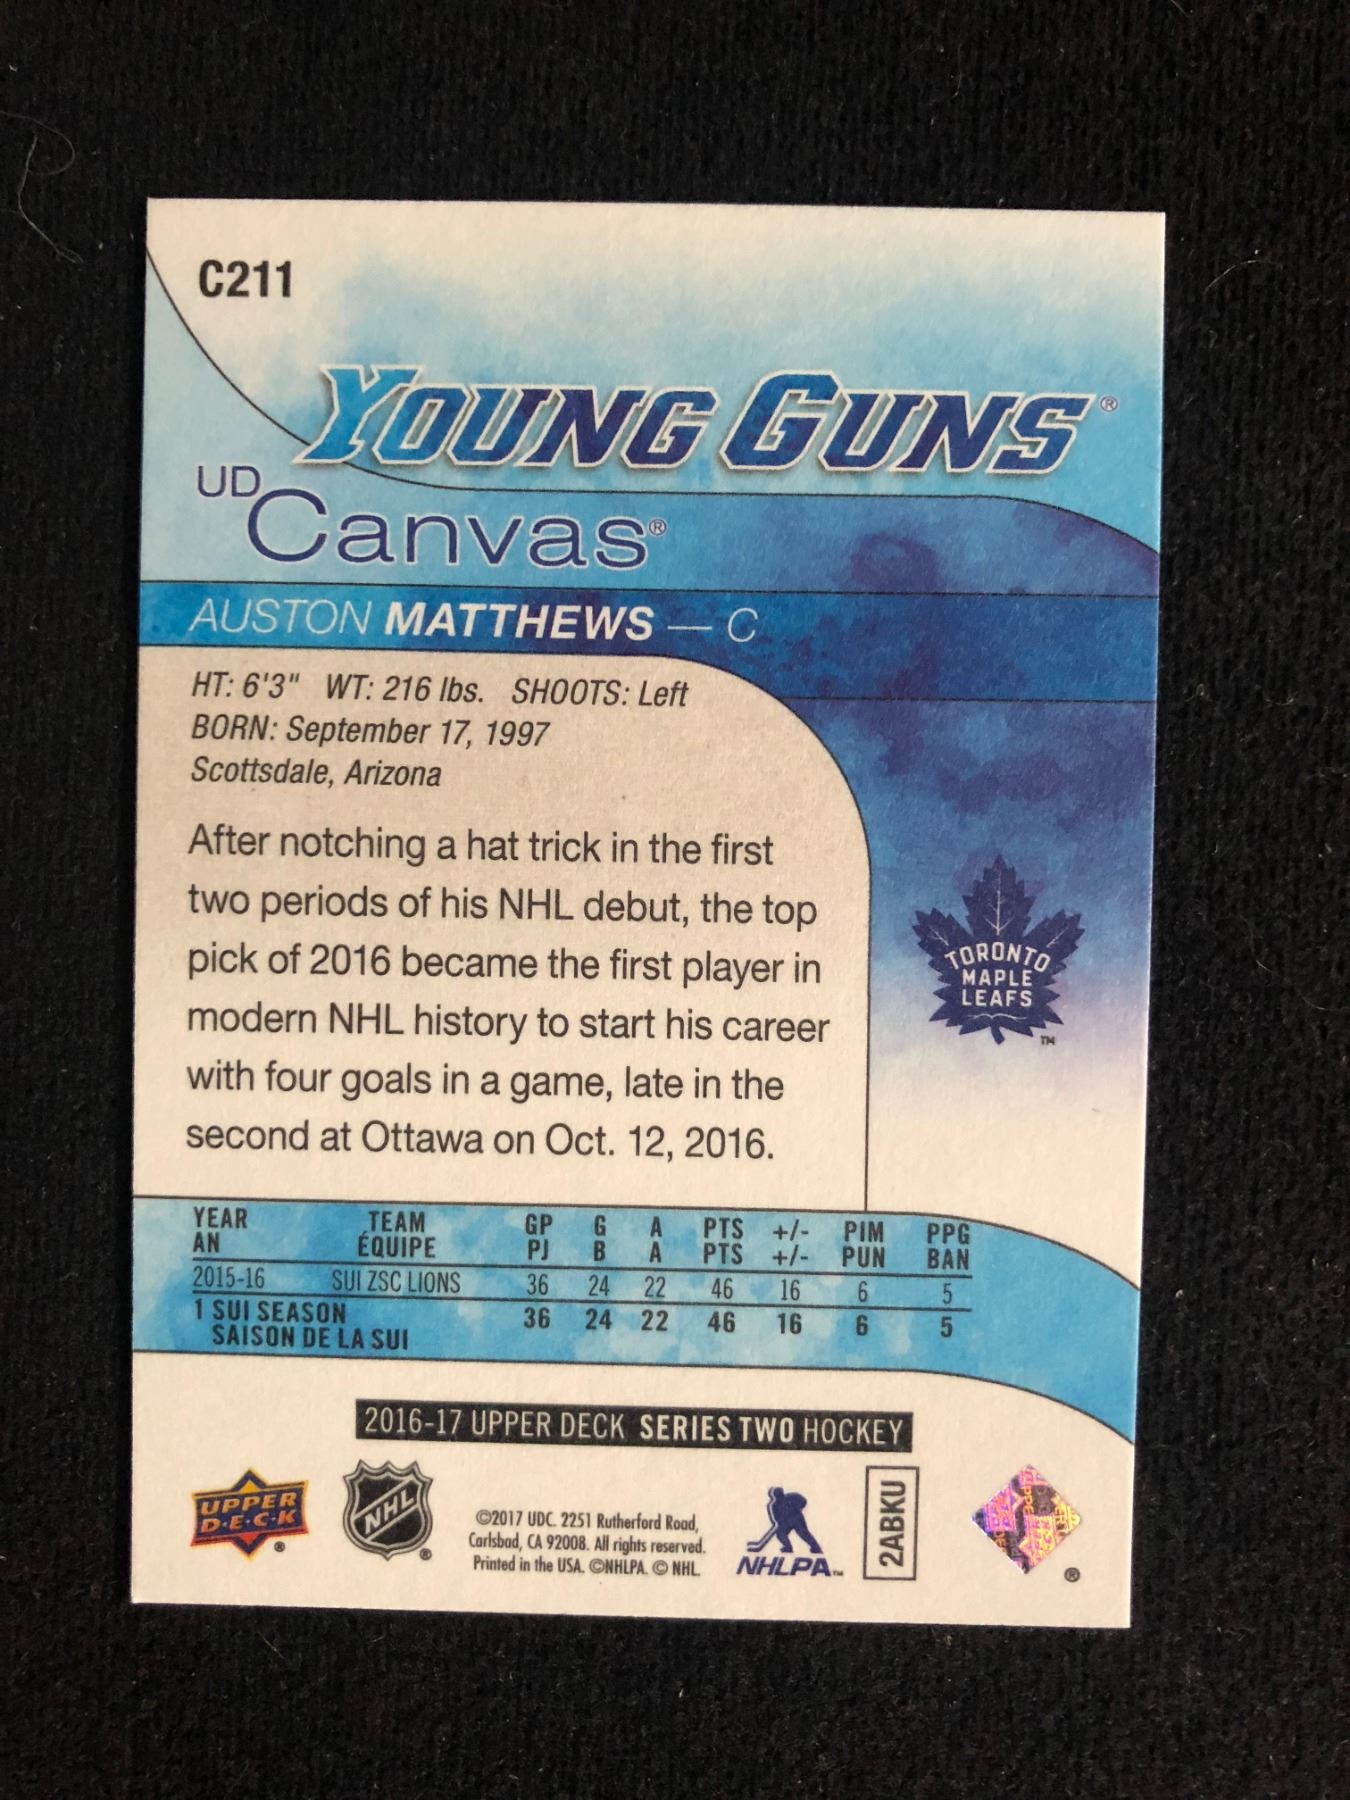 C211
YOUNG GUNS®
UD Canvas®
AUSTON MATTHEWS — C
HT: 6'3" WT: 216 lbs. SHOOTS: Left
BORN: September 17, 1997
Scottsdale, Arizona
After notching a hat trick in the first
two periods of his NHL debut, the top
pick of 2016 became the first player in
modern NHL history to start his career
with four goals in a game, late in the
second at Ottawa on Oct. 12, 2016.
TORONTO
MAPLE
LEAFS
™
YEAR TEAM GP G A PTS +/- PIM PPG
AN ÉQUIPE PJ B A PTS +/- PUN BAN
2015-16 SUI ZSC LIONS 36 24 22 46 16 6 5
1 SUI SEASON 36 24 22 46 16 6 5
SAISON DE LA SUI
2016-17 UPPER DECK SERIES TWO HOCKEY
UPPER
D·E·C·K
®
NHL
®
©2017 UDC. 2251 Rutherford Road,
Carlsbad, CA 92008. All rights reserved.
Printed in the USA. ©NHLPA. © NHL.
NHLPA™
2ABKU
®